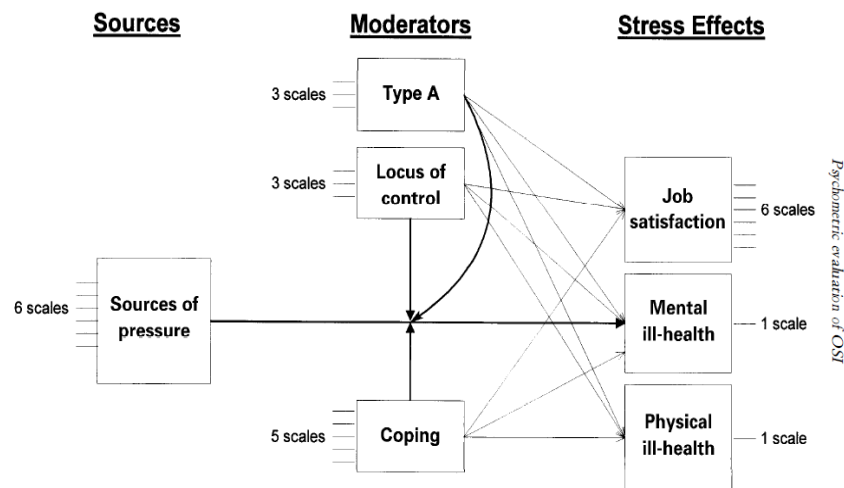 Sources
Moderators
Stress Effects
3 scales
Type A
3 scales
Locus of
control
Job
satisfaction
6 scales
6 scales
Sources of
pressure
Mental
ill-health
1 scale
5 scales
Coping
Physical
ill-health
1 scale
Psychometric evaluation of OSI